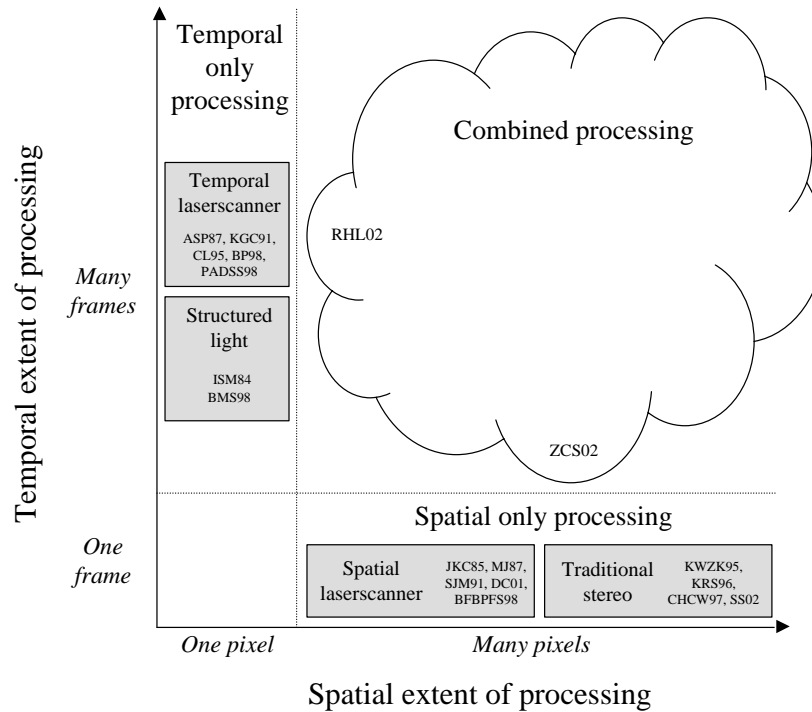 Temporal
only
processing
Combined processing
Temporal extent of processing
Many
frames
Temporal
laserscanner
ASP87, KGC91,
CL95, BP98,
PADSS98
RHL02
Structured
light
ISM84
BMS98
ZCS02
Spatial only processing
One
frame
Spatial
laserscanner
JKC85, MJ87,
SJM91, DC01,
BFBPFS98
Traditional
stereo
KWZK95,
KRS96,
CHCW97, SS02
One pixel
Many pixels
Spatial extent of processing